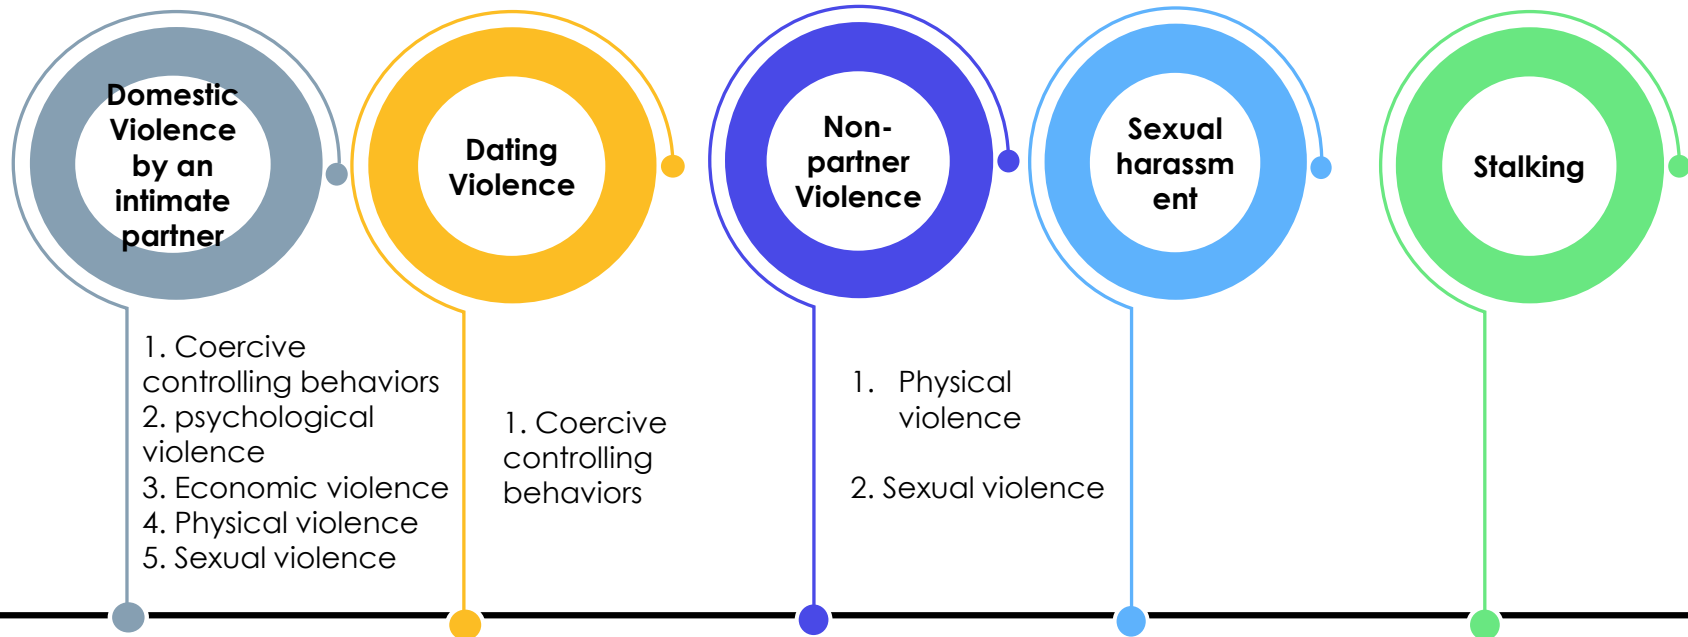 Domestic
Violence
by an
intimate
partner
Dating
Violence
Non-
partner
Violence
Sexual
harassm
ent
Stalking
1. Coercive
controlling behaviors
2. psychological
violence
3. Economic violence
4. Physical violence
5. Sexual violence
1. Coercive
controlling
behaviors
1. Physical
violence
2. Sexual violence